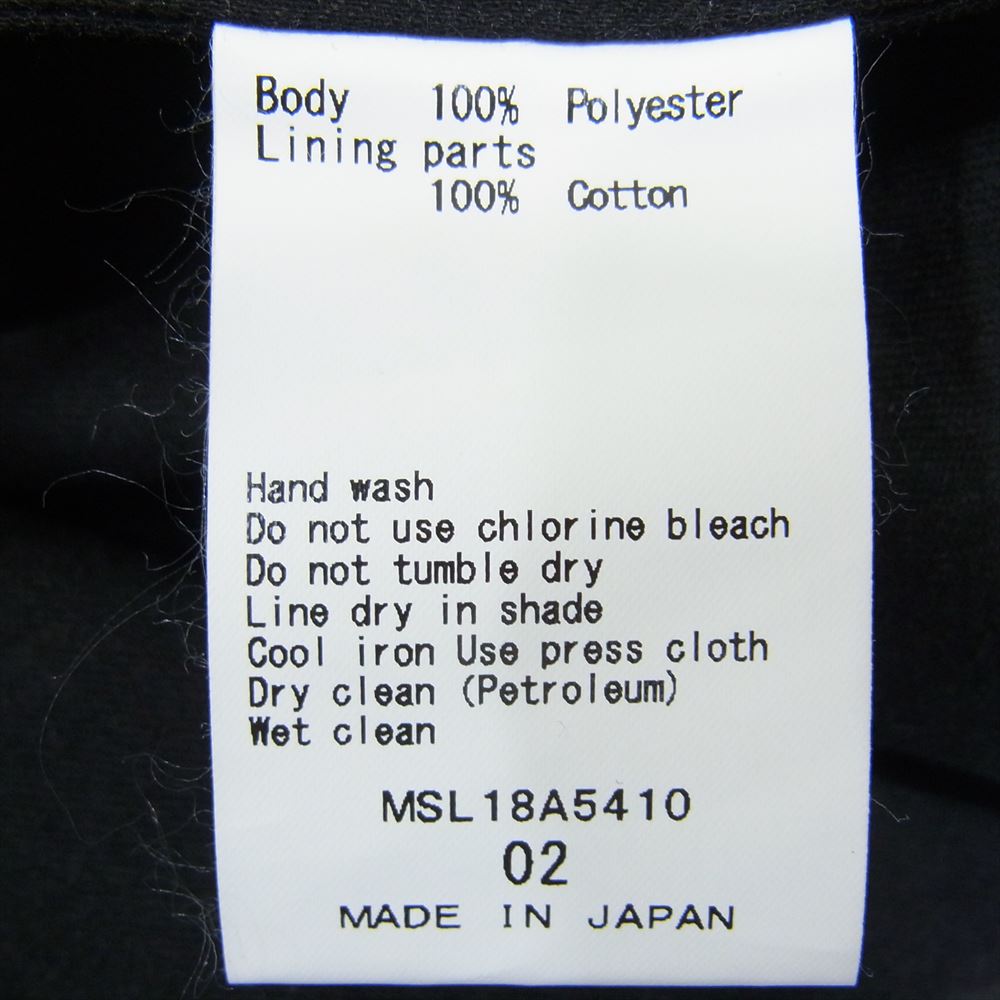 Body 100% Polyester
Lining parts
100% Cotton
Hand wash
Do not use chlorine bleach
Do not tumble dry
Line dry in shade
Cool iron Use press cloth
Dry clean (Petroleum)
Wet clean
MSL18A5410
02
MADE IN JAPAN